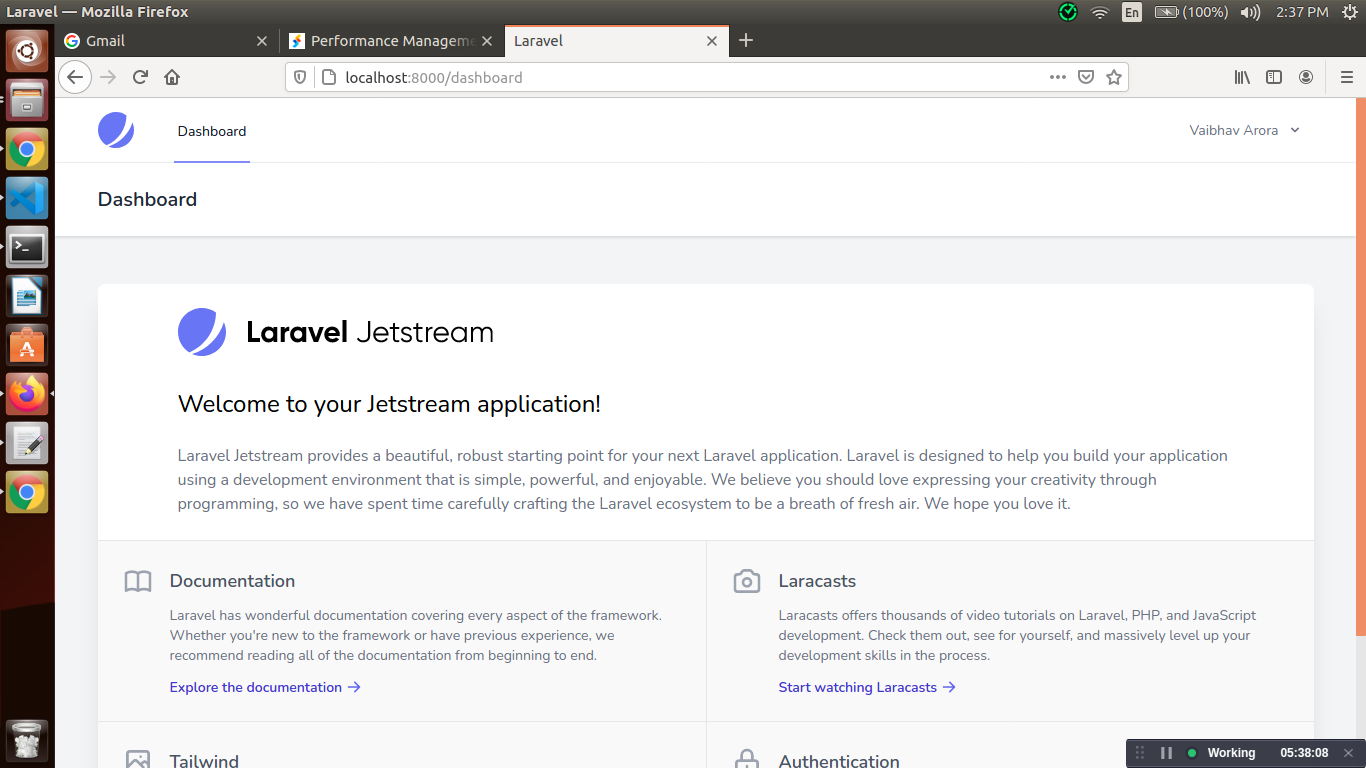 Laravel — Mozilla Firefox
En
(100%)
2:37 PM
Gmail
Performance Manageme
Laravel
localhost:8000/dashboard
Dashboard
Vaibhav Arora
Dashboard
Laravel Jetstream
Welcome to your Jetstream application!
Laravel Jetstream provides a beautiful, robust starting point for your next Laravel application. Laravel is designed to help you build your application
using a development environment that is simple, powerful, and enjoyable. We believe you should love expressing your creativity through
programming, so we have spent time carefully crafting the Laravel ecosystem to be a breath of fresh air. We hope you love it.
Documentation
Laravel has wonderful documentation covering every aspect of the framework.
Whether you're new to the framework or have previous experience, we
recommend reading all of the documentation from beginning to end.
Explore the documentation →
Laracasts
Laracasts offers thousands of video tutorials on Laravel, PHP, and JavaScript
development. Check them out, see for yourself, and massively level up your
development skills in the process.
Start watching Laracasts →
Tailwind
Authentication
Working
05:38:08